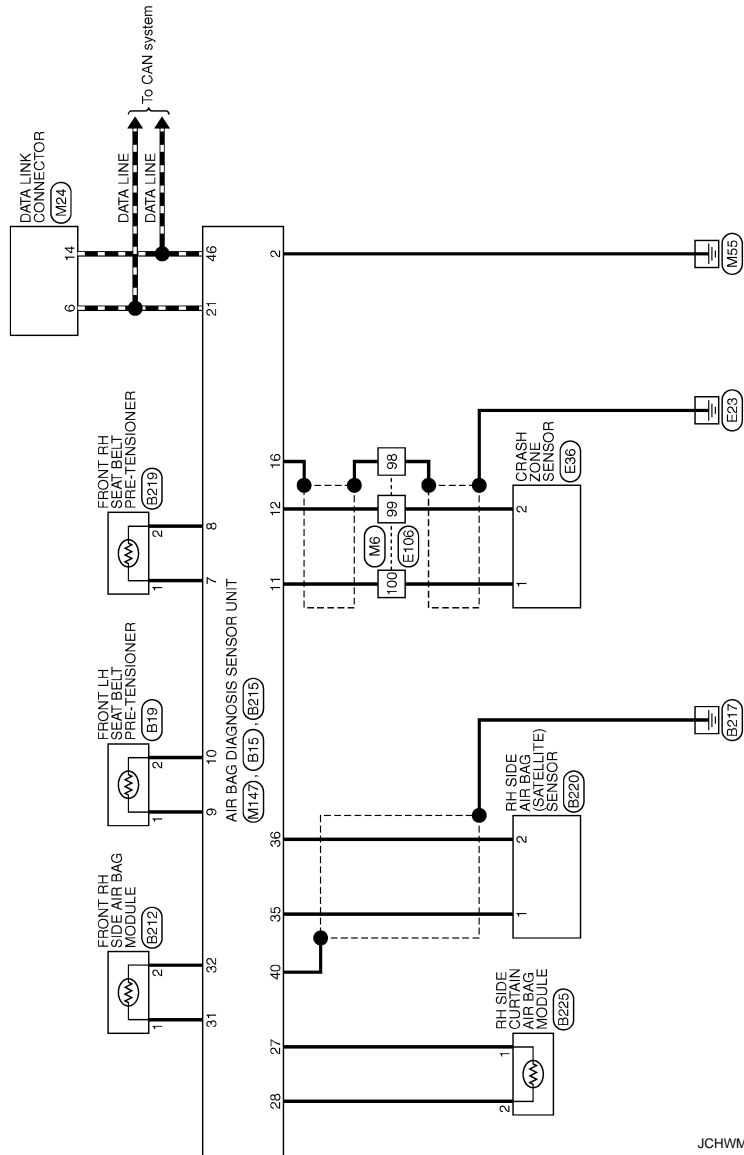 DATA LINK
CONNECTOR
M24
6
14
DATA LINE
DATA LINE
To CAN system
FRONT RH
SIDE AIR BAG
MODULE
B212
1
2
FRONT LH
SEAT BELT
PRE-TENSIONER
B19
1
2
FRONT RH
SEAT BELT
PRE-TENSIONER
B219
1
2
31
32
9
10
7
8
21
46
AIR BAG DIAGNOSIS SENSOR UNIT
M147 , B15 , B215
28
27
40
35
36
11
12
16
2
100
99
98
M6
E106
RH SIDE
CURTAIN
AIR BAG
MODULE
B225
2
1
RH SIDE
AIR BAG
(SATELLITE)
SENSOR
B220
1
2
CRASH
ZONE
SENSOR
E36
1
2
B217
E23
M55
JCHWM